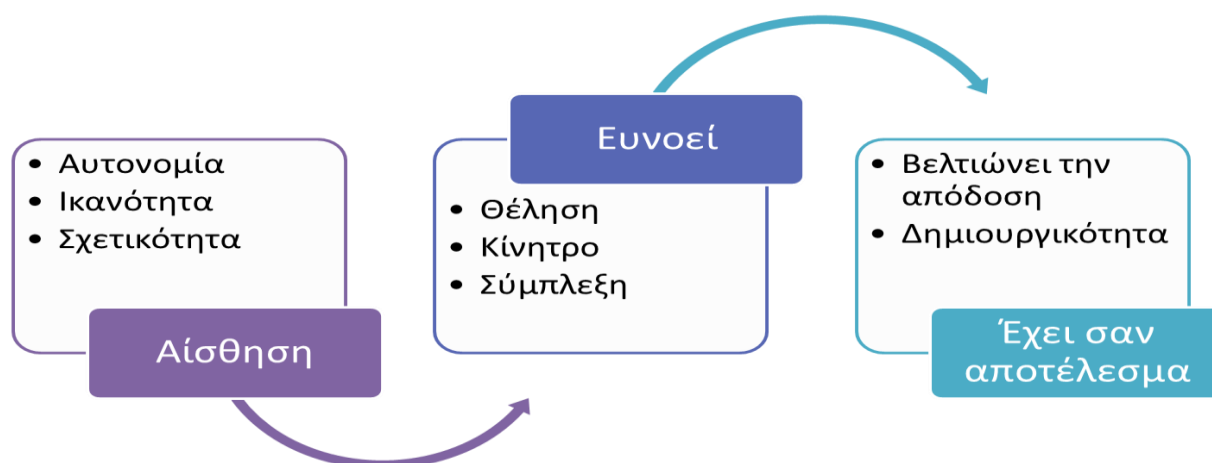 • Αυτονομία
• Ικανότητα
• Σχετικότητα
Αίσθηση
Ευνοεί
• Θέληση
• Κίνητρο
• Σύμπλεξη
• Βελτιώνει την
απόδοση
• Δημιουργικότητα
Έχει σαν
αποτέλεσμα